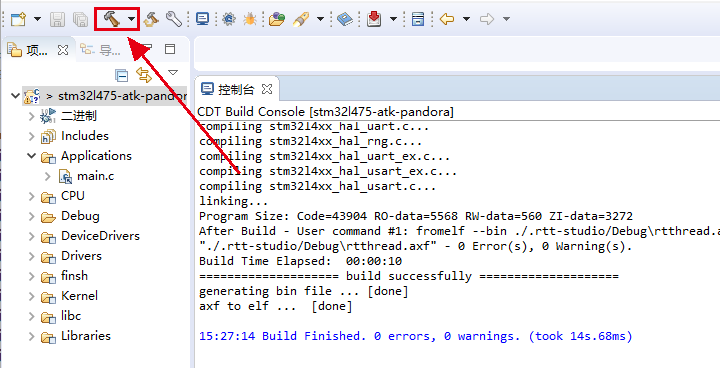 项...
导...
> stm32l475-atk-pandora
二进制
Includes
Applications
main.c
CPU
Debug
DeviceDrivers
Drivers
finsh
Kernel
libc
Libraries
控制台
CDT Build Console [stm32l475-atk-pandora]
compiling stm32l4xx_hal_uart.c...
compiling stm32l4xx_hal_rng.c...
compiling stm32l4xx_hal_uart_ex.c...
compiling stm32l4xx_hal_usart_ex.c...
compiling stm32l4xx_hal_usart.c...
linking...
Program Size: Code=43904 RO-data=5568 RW-data=560 ZI-data=3272
After Build - User command #1: fromelf --bin ./.rtt-studio/Debug\rtthread.a
"./.rtt-studio/Debug\rtthread.axf" - 0 Error(s), 0 Warning(s).
Build Time Elapsed:  00:00:10
==================== build successfully ====================
generating bin file ... [done]
axf to elf ...  [done]
15:27:14 Build Finished. 0 errors, 0 warnings. (took 14s.68ms)